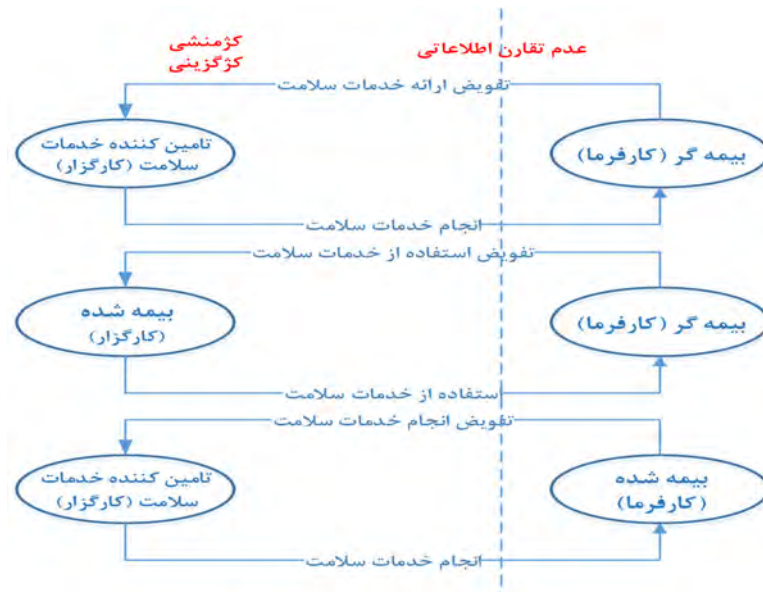 عدم تقارن اطلاعاتی
کژمنشی
کژگزینی
تفویض ارائه خدمات سلامت
بیمه گر (کارفرما)
تامین کننده خدمات
سلامت (کارگزار)
انجام خدمات سلامت
تفویض استفاده از خدمات سلامت
بیمه گر (کارفرما)
بیمه شده
(کارگزار)
استفاده از خدمات سلامت
تفویض انجام خدمات سلامت
بیمه شده
(کارفرما)
تامین کننده خدمات
سلامت (کارگزار)
انجام خدمات سلامت